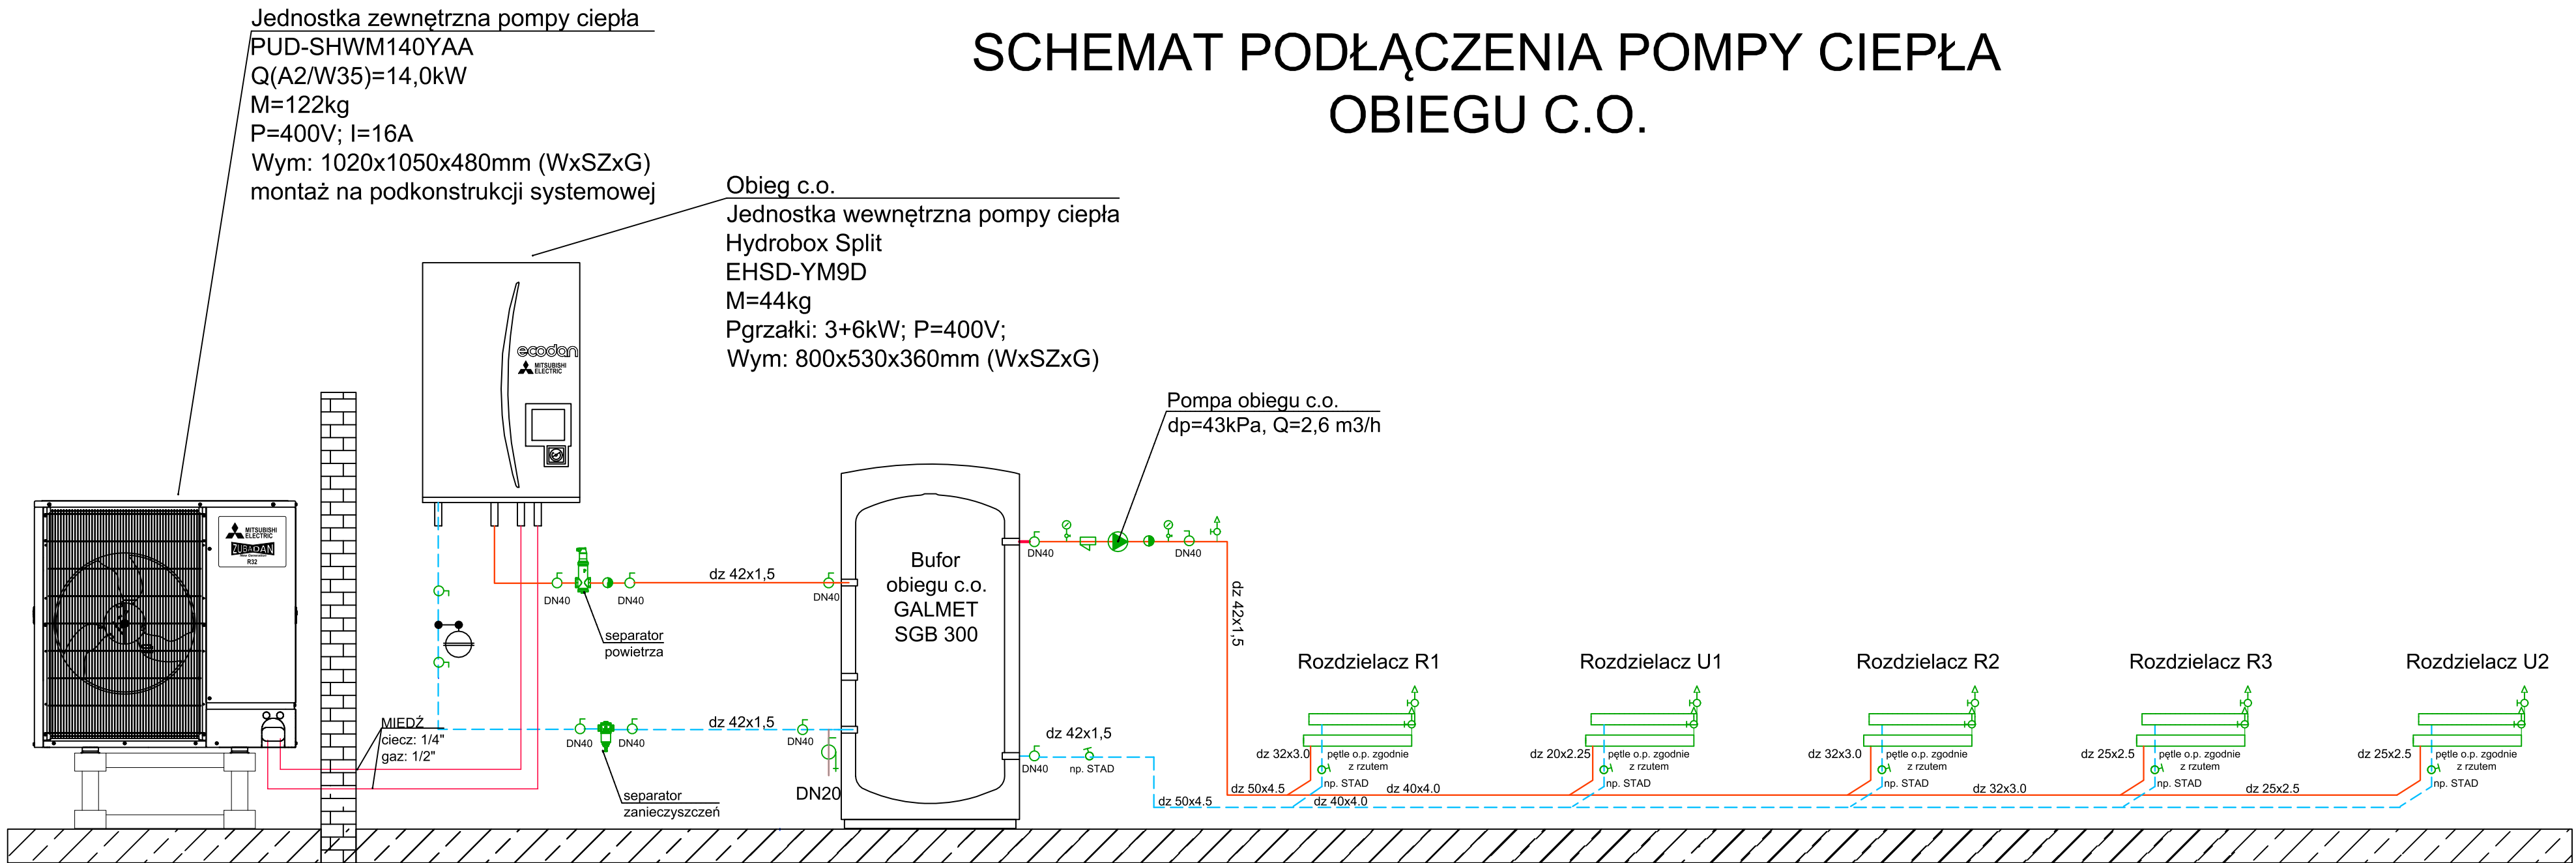 SCHEMAT PODŁĄCZENIA POMPY CIEPŁA
OBIEGU C.O.
Jednostka zewnętrzna pompy ciepła
PUD-SHWM140YAA
Q(A2/W35)=14,0kW
M=122kg
P=400V; I=16A
Wym: 1020x1050x480mm (WxSZxG)
montaż na podkonstrukcji systemowej
Obieg c.o.
Jednostka wewnętrzna pompy ciepła
Hydrobox Split
EHSD-YM9D
M=44kg
Pgrzałki: 3+6kW; P=400V;
Wym: 800x530x360mm (WxSZxG)
ecodan
MITSUBISHI
ELECTRIC
Pompa obiegu c.o.
dp=43kPa, Q=2,6 m3/h
MITSUBISHI
ELECTRIC
ZUBADAN
New Generation
R32
MIEDŹ
ciecz: 1/4"
gaz: 1/2"
DN40
DN40
dz 42x1,5
DN40
separator
powietrza
DN40
DN40
dz 42x1,5
DN40
separator
zanieczyszczeń
DN20
Bufor
obiegu c.o.
GALMET
SGB 300
DN40
DN40
dz 42x1,5
dz 42x1,5
DN40
np. STAD
dz 50x4.5
dz 50x4.5
Rozdzielacz R1
dz 32x3.0
pętle o.p. zgodnie
z rzutem
np. STAD
dz 40x4.0
dz 40x4.0
Rozdzielacz U1
dz 20x2.25
pętle o.p. zgodnie
z rzutem
np. STAD
Rozdzielacz R2
dz 32x3.0
pętle o.p. zgodnie
z rzutem
np. STAD
dz 32x3.0
Rozdzielacz R3
dz 25x2.5
pętle o.p. zgodnie
z rzutem
np. STAD
dz 25x2.5
Rozdzielacz U2
dz 25x2.5
pętle o.p. zgodnie
z rzutem
np. STAD